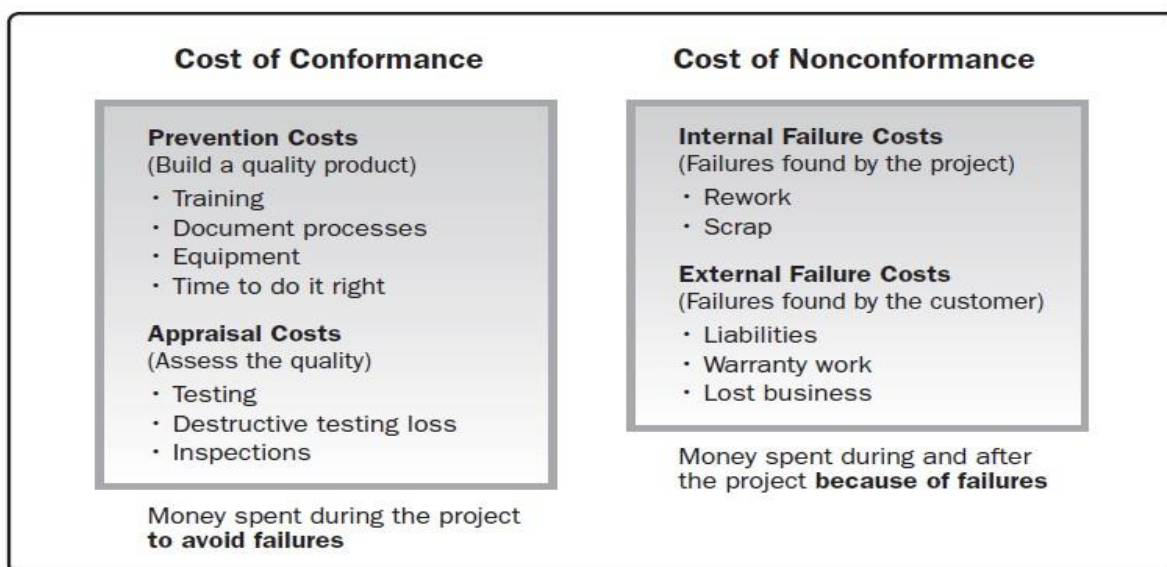 Cost of Conformance
Prevention Costs
(Build a quality product)
· Training
· Document processes
· Equipment
· Time to do it right
Appraisal Costs
(Assess the quality)
· Testing
· Destructive testing loss
· Inspections
Money spent during the project
to avoid failures
Cost of Nonconformance
Internal Failure Costs
(Failures found by the project)
· Rework
· Scrap
External Failure Costs
(Failures found by the customer)
· Liabilities
· Warranty work
· Lost business
Money spent during and after
the project because of failures